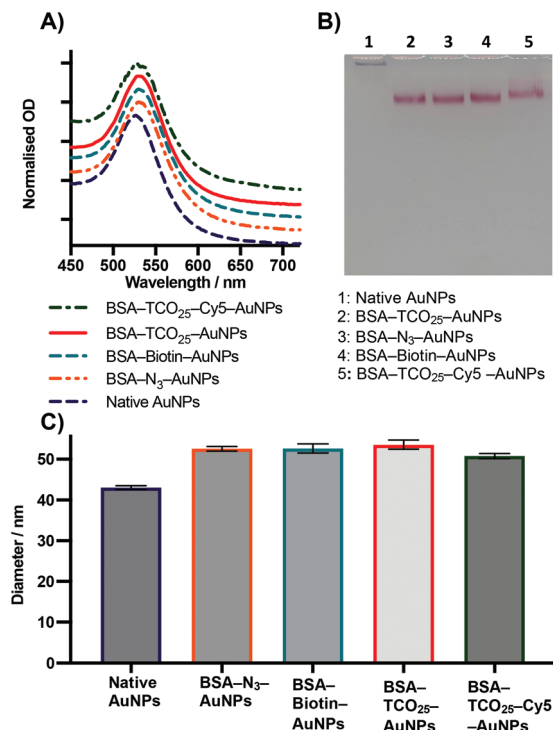 A)
Normalised OD
450 500 550 600 650 700
Wavelength / nm
BSA–TCO₂₅–Cy5–AuNPs
BSA–TCO₂₅–AuNPs
BSA–Biotin–AuNPs
BSA–N₃–AuNPs
Native AuNPs
B)
1 2 3 4 5
1: Native AuNPs
2: BSA–TCO₂₅–AuNPs
3: BSA–N₃–AuNPs
4: BSA–Biotin–AuNPs
5: BSA–TCO₂₅–Cy5 –AuNPs
C)
Diameter / nm
50
40
30
20
10
0
Native
AuNPs
BSA–N₃–
AuNPs
BSA–
Biotin–
AuNPs
BSA–
TCO₂₅–
AuNPs
BSA–
TCO₂₅–Cy5
–AuNPs